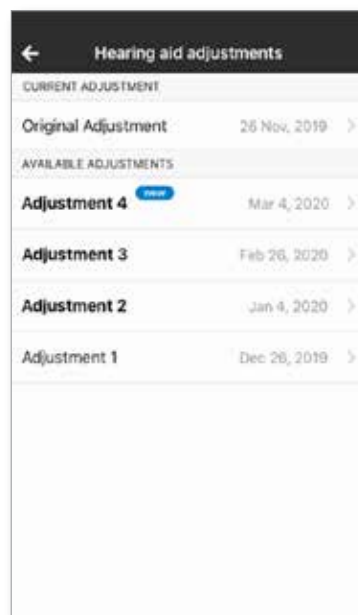 Hearing aid adjustments
CURRENT ADJUSTMENT
Original Adjustment 26 Nov, 2019
AVAILABLE ADJUSTMENTS
Adjustment 4 new Mar 4, 2020
Adjustment 3 Feb 26, 2020
Adjustment 2 Jan 4, 2020
Adjustment 1 Dec 26, 2019